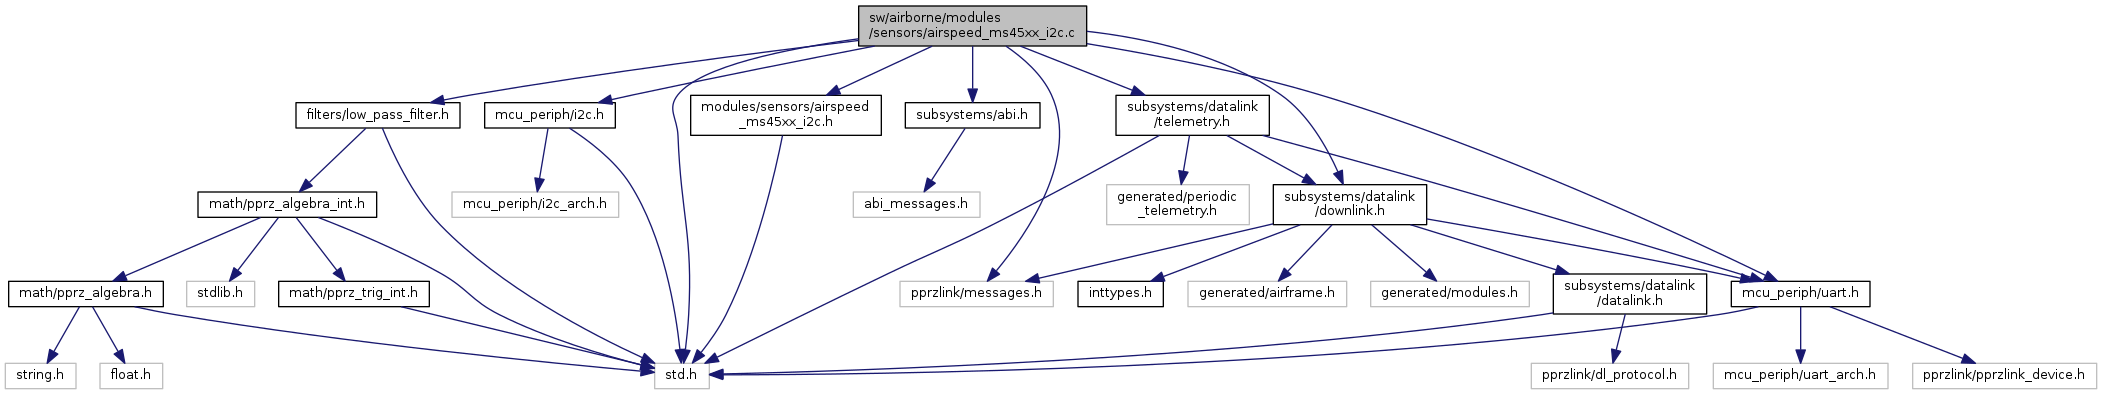 sw/airborne/modules
/sensors/airspeed_ms45xx_i2c.c
filters/low_pass_filter.h
mcu_periph/i2c.h
modules/sensors/airspeed
_ms45xx_i2c.h
subsystems/abi.h
subsystems/datalink
/telemetry.h
math/pprz_algebra_int.h
mcu_periph/i2c_arch.h
abi_messages.h
generated/periodic
_telemetry.h
subsystems/datalink
/downlink.h
math/pprz_algebra.h
stdlib.h
math/pprz_trig_int.h
pprzlink/messages.h
inttypes.h
generated/airframe.h
generated/modules.h
subsystems/datalink
/datalink.h
mcu_periph/uart.h
string.h
float.h
std.h
pprzlink/dl_protocol.h
mcu_periph/uart_arch.h
pprzlink/pprzlink_device.h